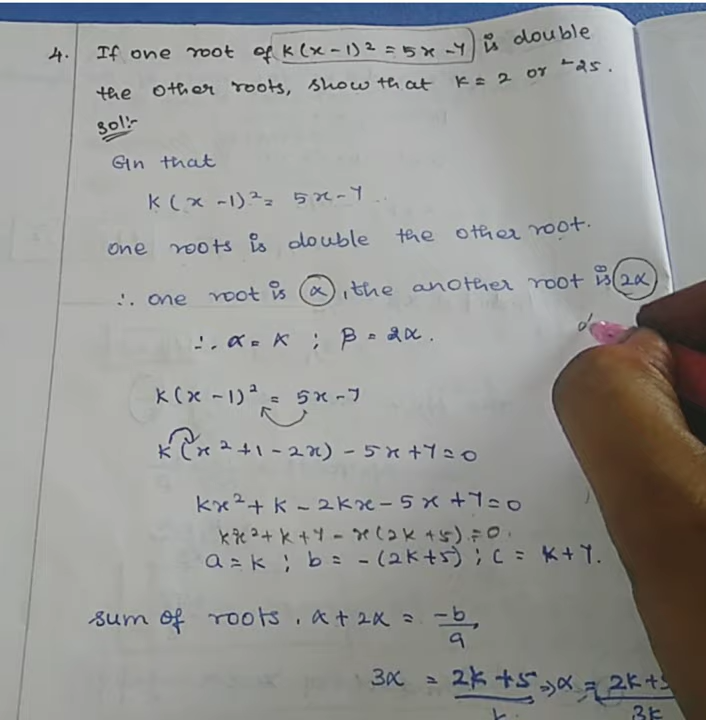 4. If one root of k(x-1)² = 5x-7 is double
the other roots, show that k = 2 or -25.
Sol:-
Gn that
k(x-1)² = 5x-7.
one roots is double the other root.
∴ one root is α, the another root is 2α
∴ α = α ; β = 2α.
k(x-1)² = 5x-7
k(x²+1-2x)-5x+7=0
kx²+k-2kx-5x+7=0
kx²+k+7-x(2k+5)=0.
a=k ; b=-(2k+5) ; c = k+7.
sum of roots. α+2α = -b/a,
3α = 2k+5 ⇒ α = 2k+5
3k